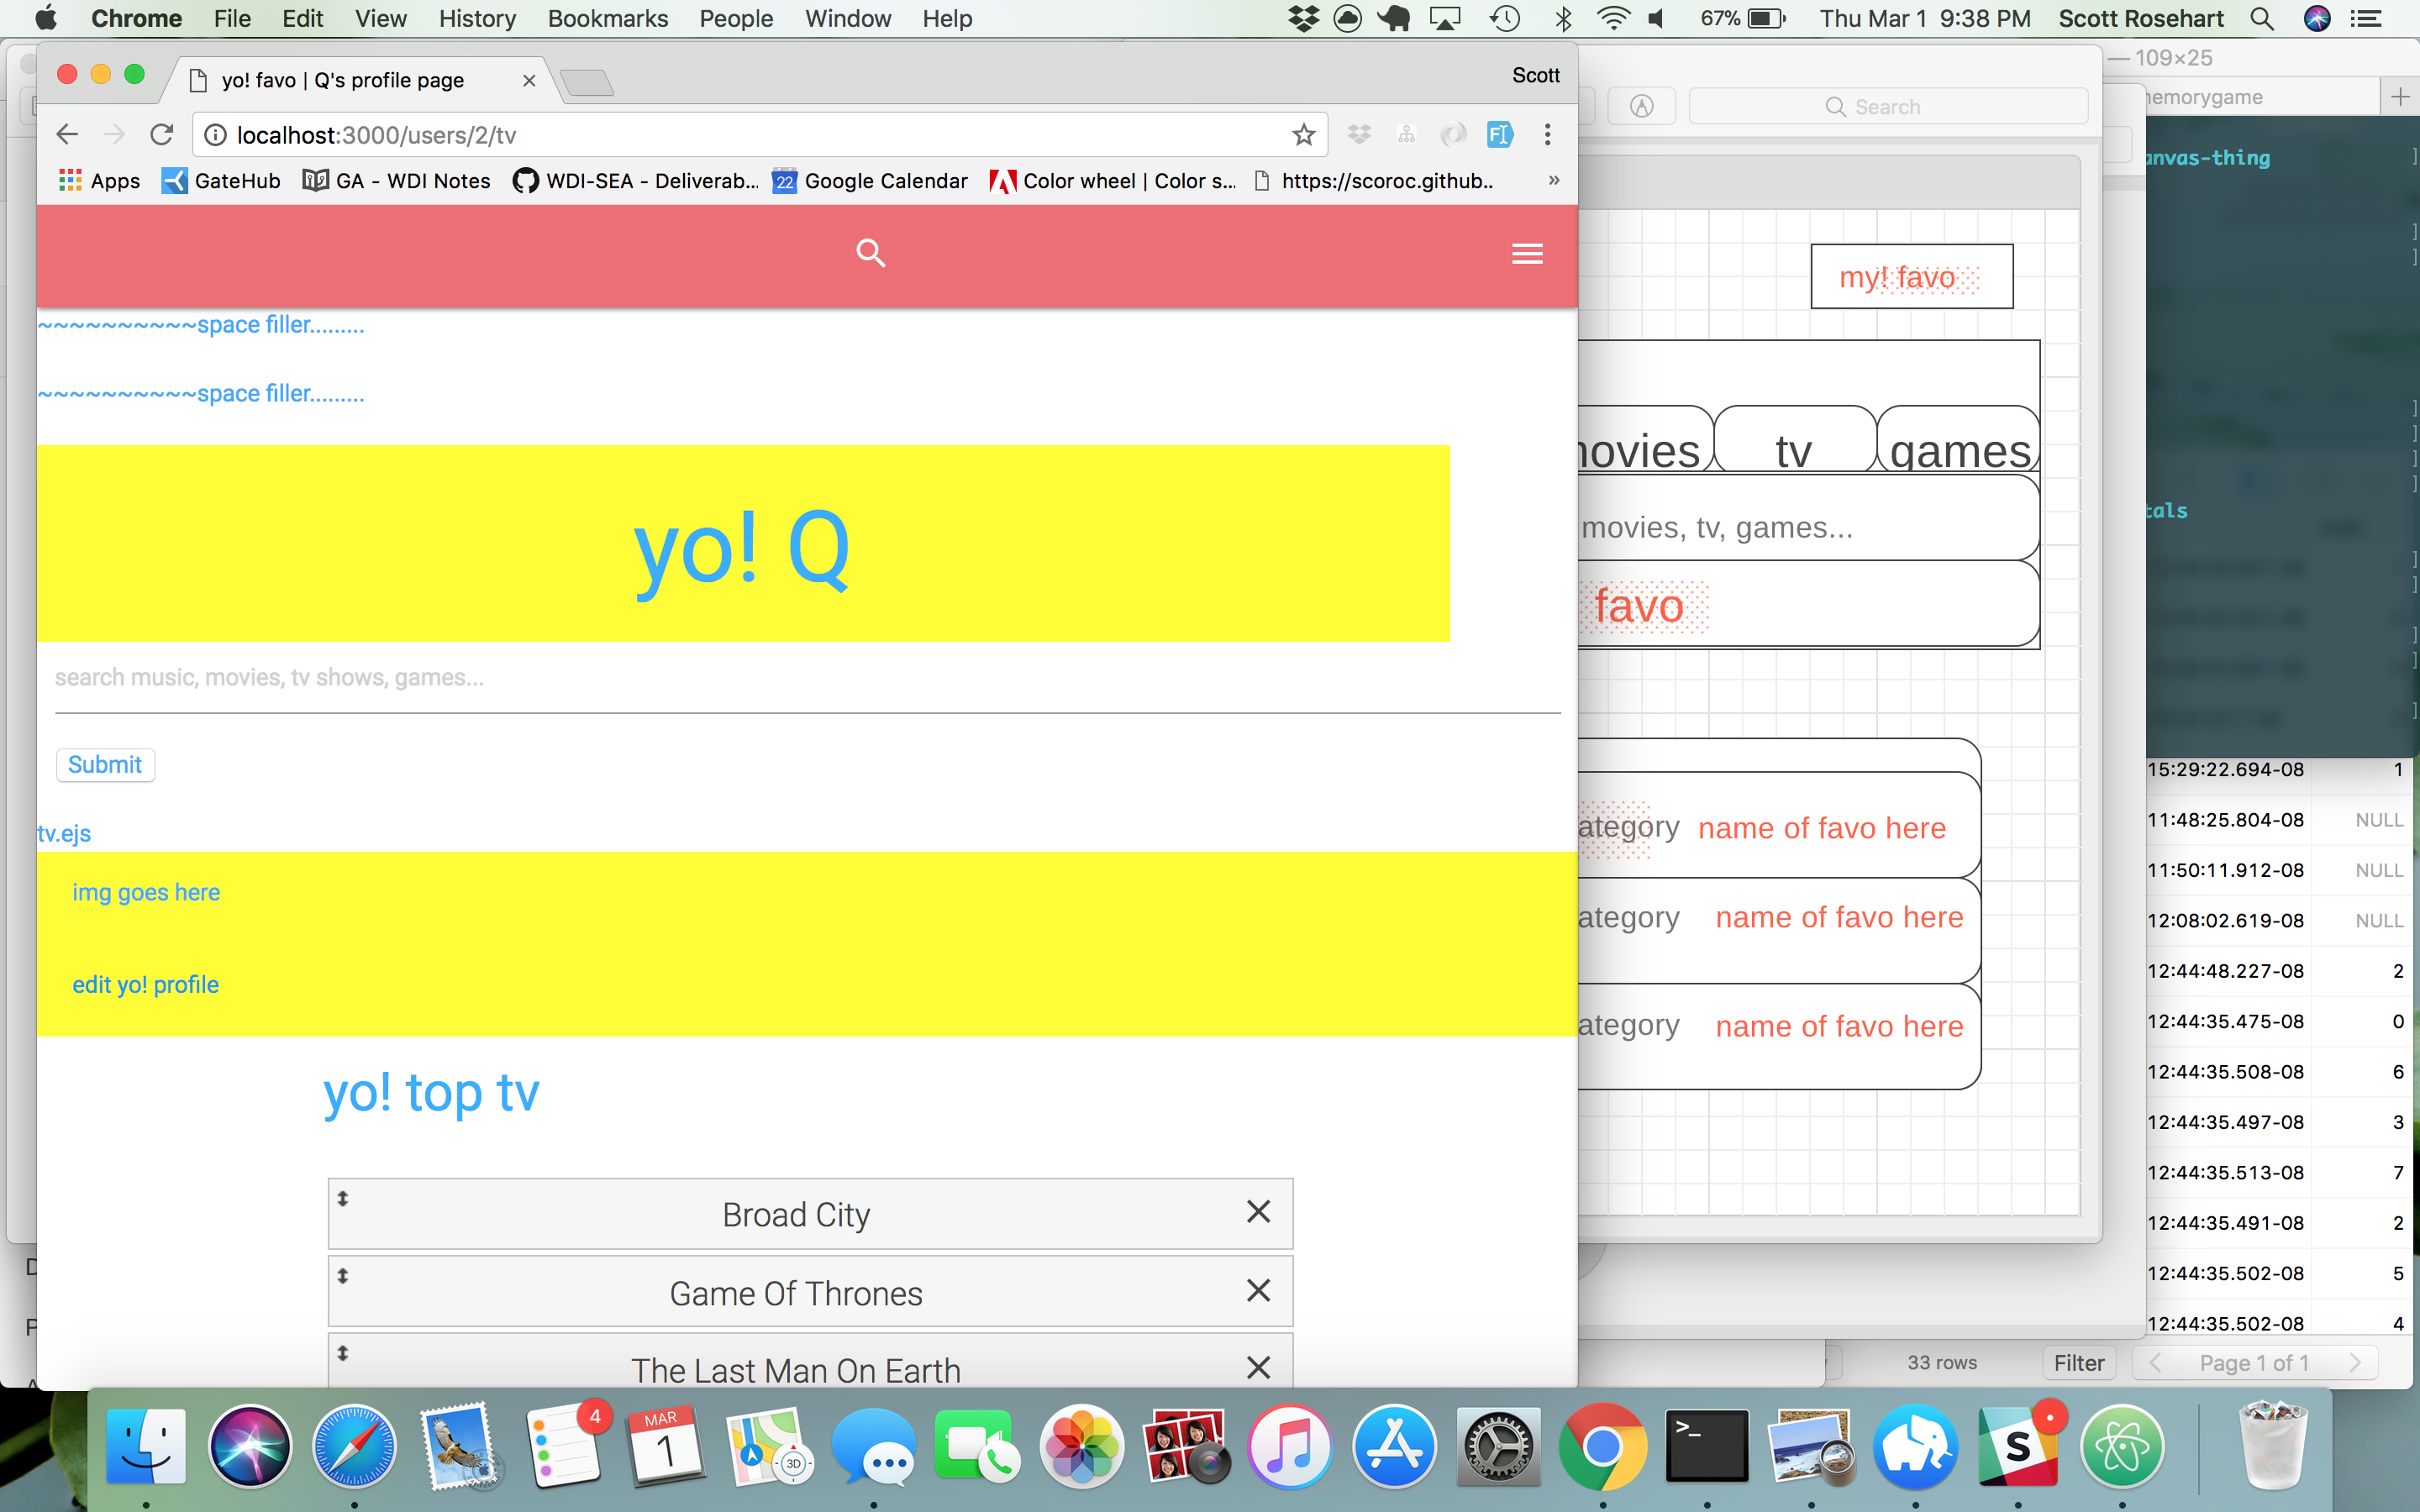 Chrome File Edit View History Bookmarks People Window Help 67% Thu Mar 1 9:38 PM Scott Rosehart
yo! favo | Q's profile page
Scott
localhost:3000/users/2/tv
Apps GateHub GA - WDI Notes WDI-SEA - Deliverab... 22 Google Calendar Color wheel | Color s... https://scoroc.github.. »
~~~~~~~~~~space filler.........
~~~~~~~~~~space filler.........
yo! Q
search music, movies, tv shows, games...
Submit
tv.ejs
img goes here
edit yo! profile
yo! top tv
Broad City
Game Of Thrones
The Last Man On Earth
Search
my! favo
tv games
movies, tv, games...
favo
name of favo here
name of favo here
name of favo here
— 109×25
15:29:22.694-08 1
11:48:25.804-08 NULL
11:50:11.912-08 NULL
12:08:02.619-08 NULL
12:44:48.227-08 2
12:44:35.475-08 0
12:44:35.508-08 6
12:44:35.497-08 3
12:44:35.513-08 7
12:44:35.491-08 2
12:44:35.502-08 5
12:44:35.502-08 4
33 rows Filter Page 1 of 1
4
MAR
1
3D
>_
S